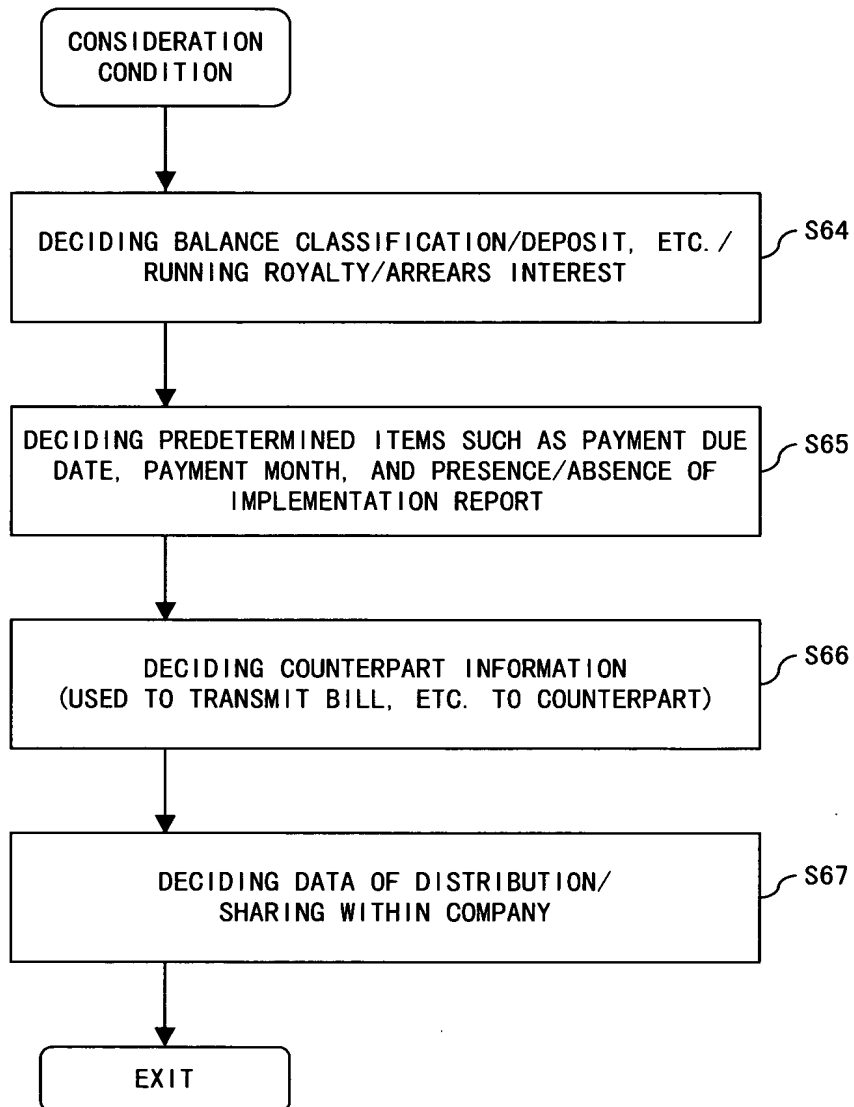 CONSIDERATION
CONDITION
DECIDING BALANCE CLASSIFICATION/DEPOSIT, ETC./
RUNNING ROYALTY/ARREARS INTEREST
S64
DECIDING PREDETERMINED ITEMS SUCH AS PAYMENT DUE
DATE, PAYMENT MONTH, AND PRESENCE/ABSENCE OF
IMPLEMENTATION REPORT
S65
DECIDING COUNTERPART INFORMATION
(USED TO TRANSMIT BILL, ETC. TO COUNTERPART)
S66
DECIDING DATA OF DISTRIBUTION/
SHARING WITHIN COMPANY
S67
EXIT